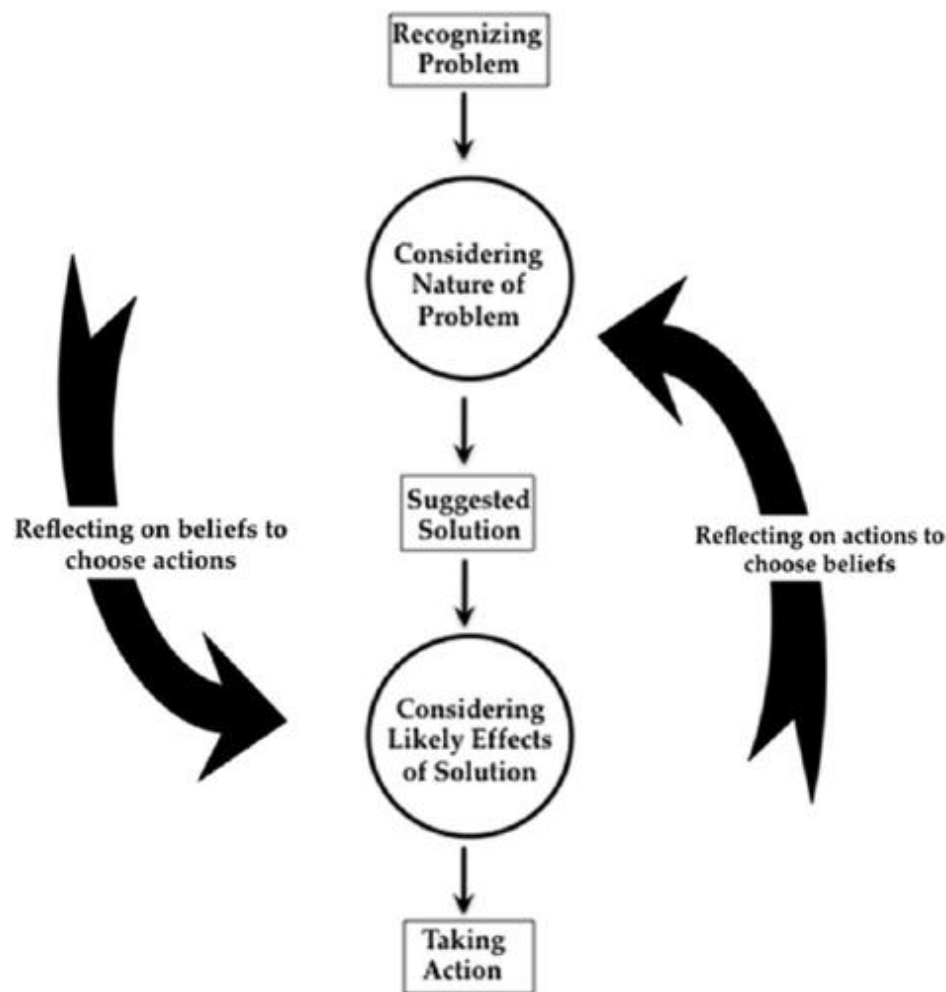 Recognizing
Problem
Considering
Nature of
Problem
Suggested
Solution
Reflecting on beliefs to
choose actions
Reflecting on actions to
choose beliefs
Considering
Likely Effects
of Solution
Taking
Action